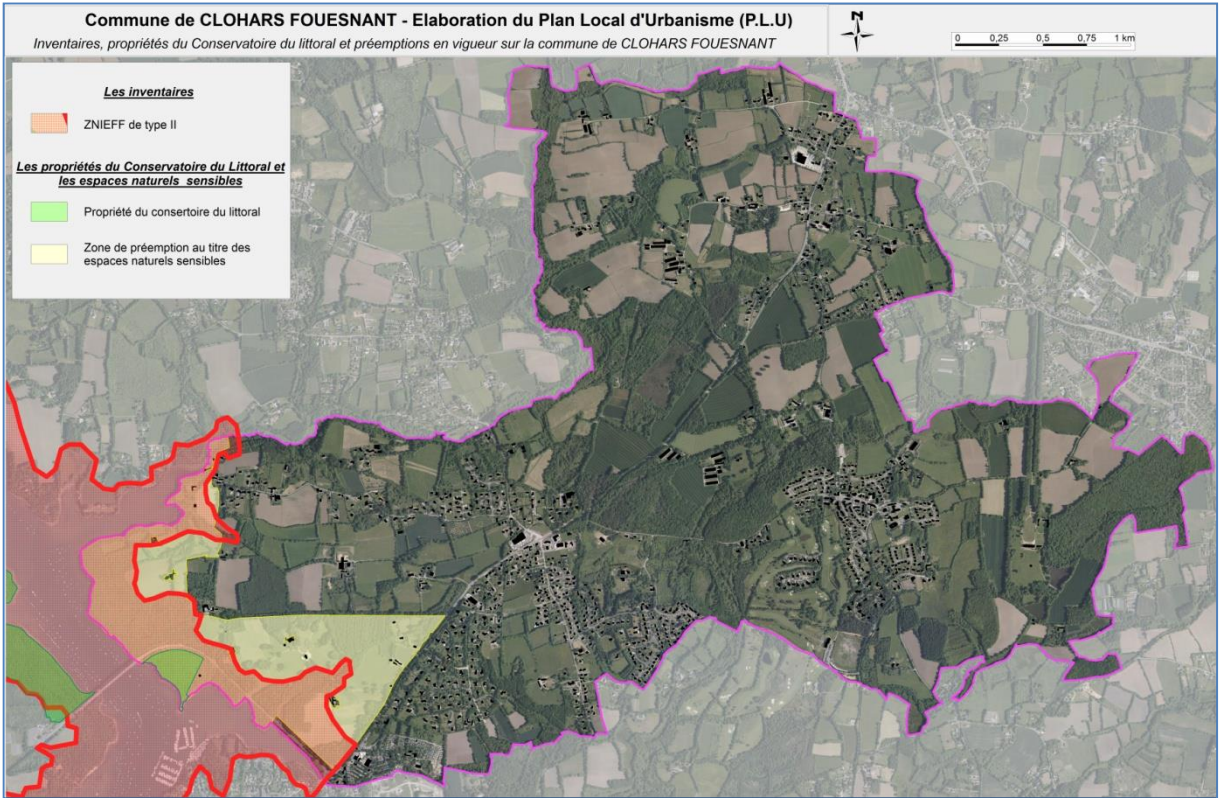 Commune de CLOHARS FOUESNANT - Elaboration du Plan Local d'Urbanisme (P.L.U)
Inventaires, propriétés du Conservatoire du littoral et préemptions en vigueur sur la commune de CLOHARS FOUESNANT
N
0 0,25 0,5 0,75 1 km
Les inventaires
ZNIEFF de type II
Les propriétés du Conservatoire du Littoral et
les espaces naturels sensibles
Propriété du consertoire du littoral
Zone de préemption au titre des
espaces naturels sensibles